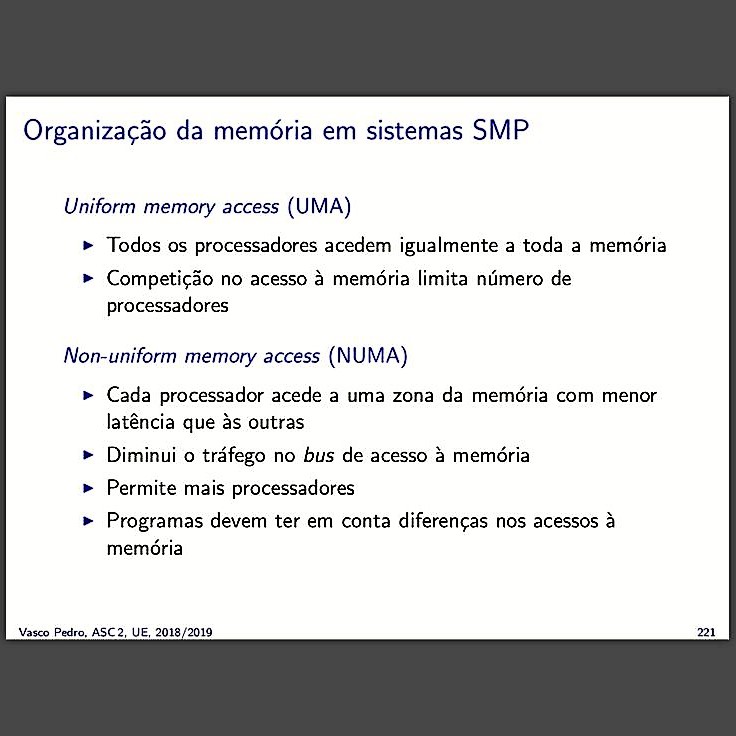 Organização da memória em sistemas SMP
Uniform memory access (UMA)
▶ Todos os processadores acedem igualmente a toda a memória
▶ Competição no acesso à memória limita número de
processadores
Non-uniform memory access (NUMA)
▶ Cada processador acede a uma zona da memória com menor
latência que às outras
▶ Diminui o tráfego no bus de acesso à memória
▶ Permite mais processadores
▶ Programas devem ter em conta diferenças nos acessos à
memória
Vasco Pedro, ASC 2, UE, 2018/2019 221